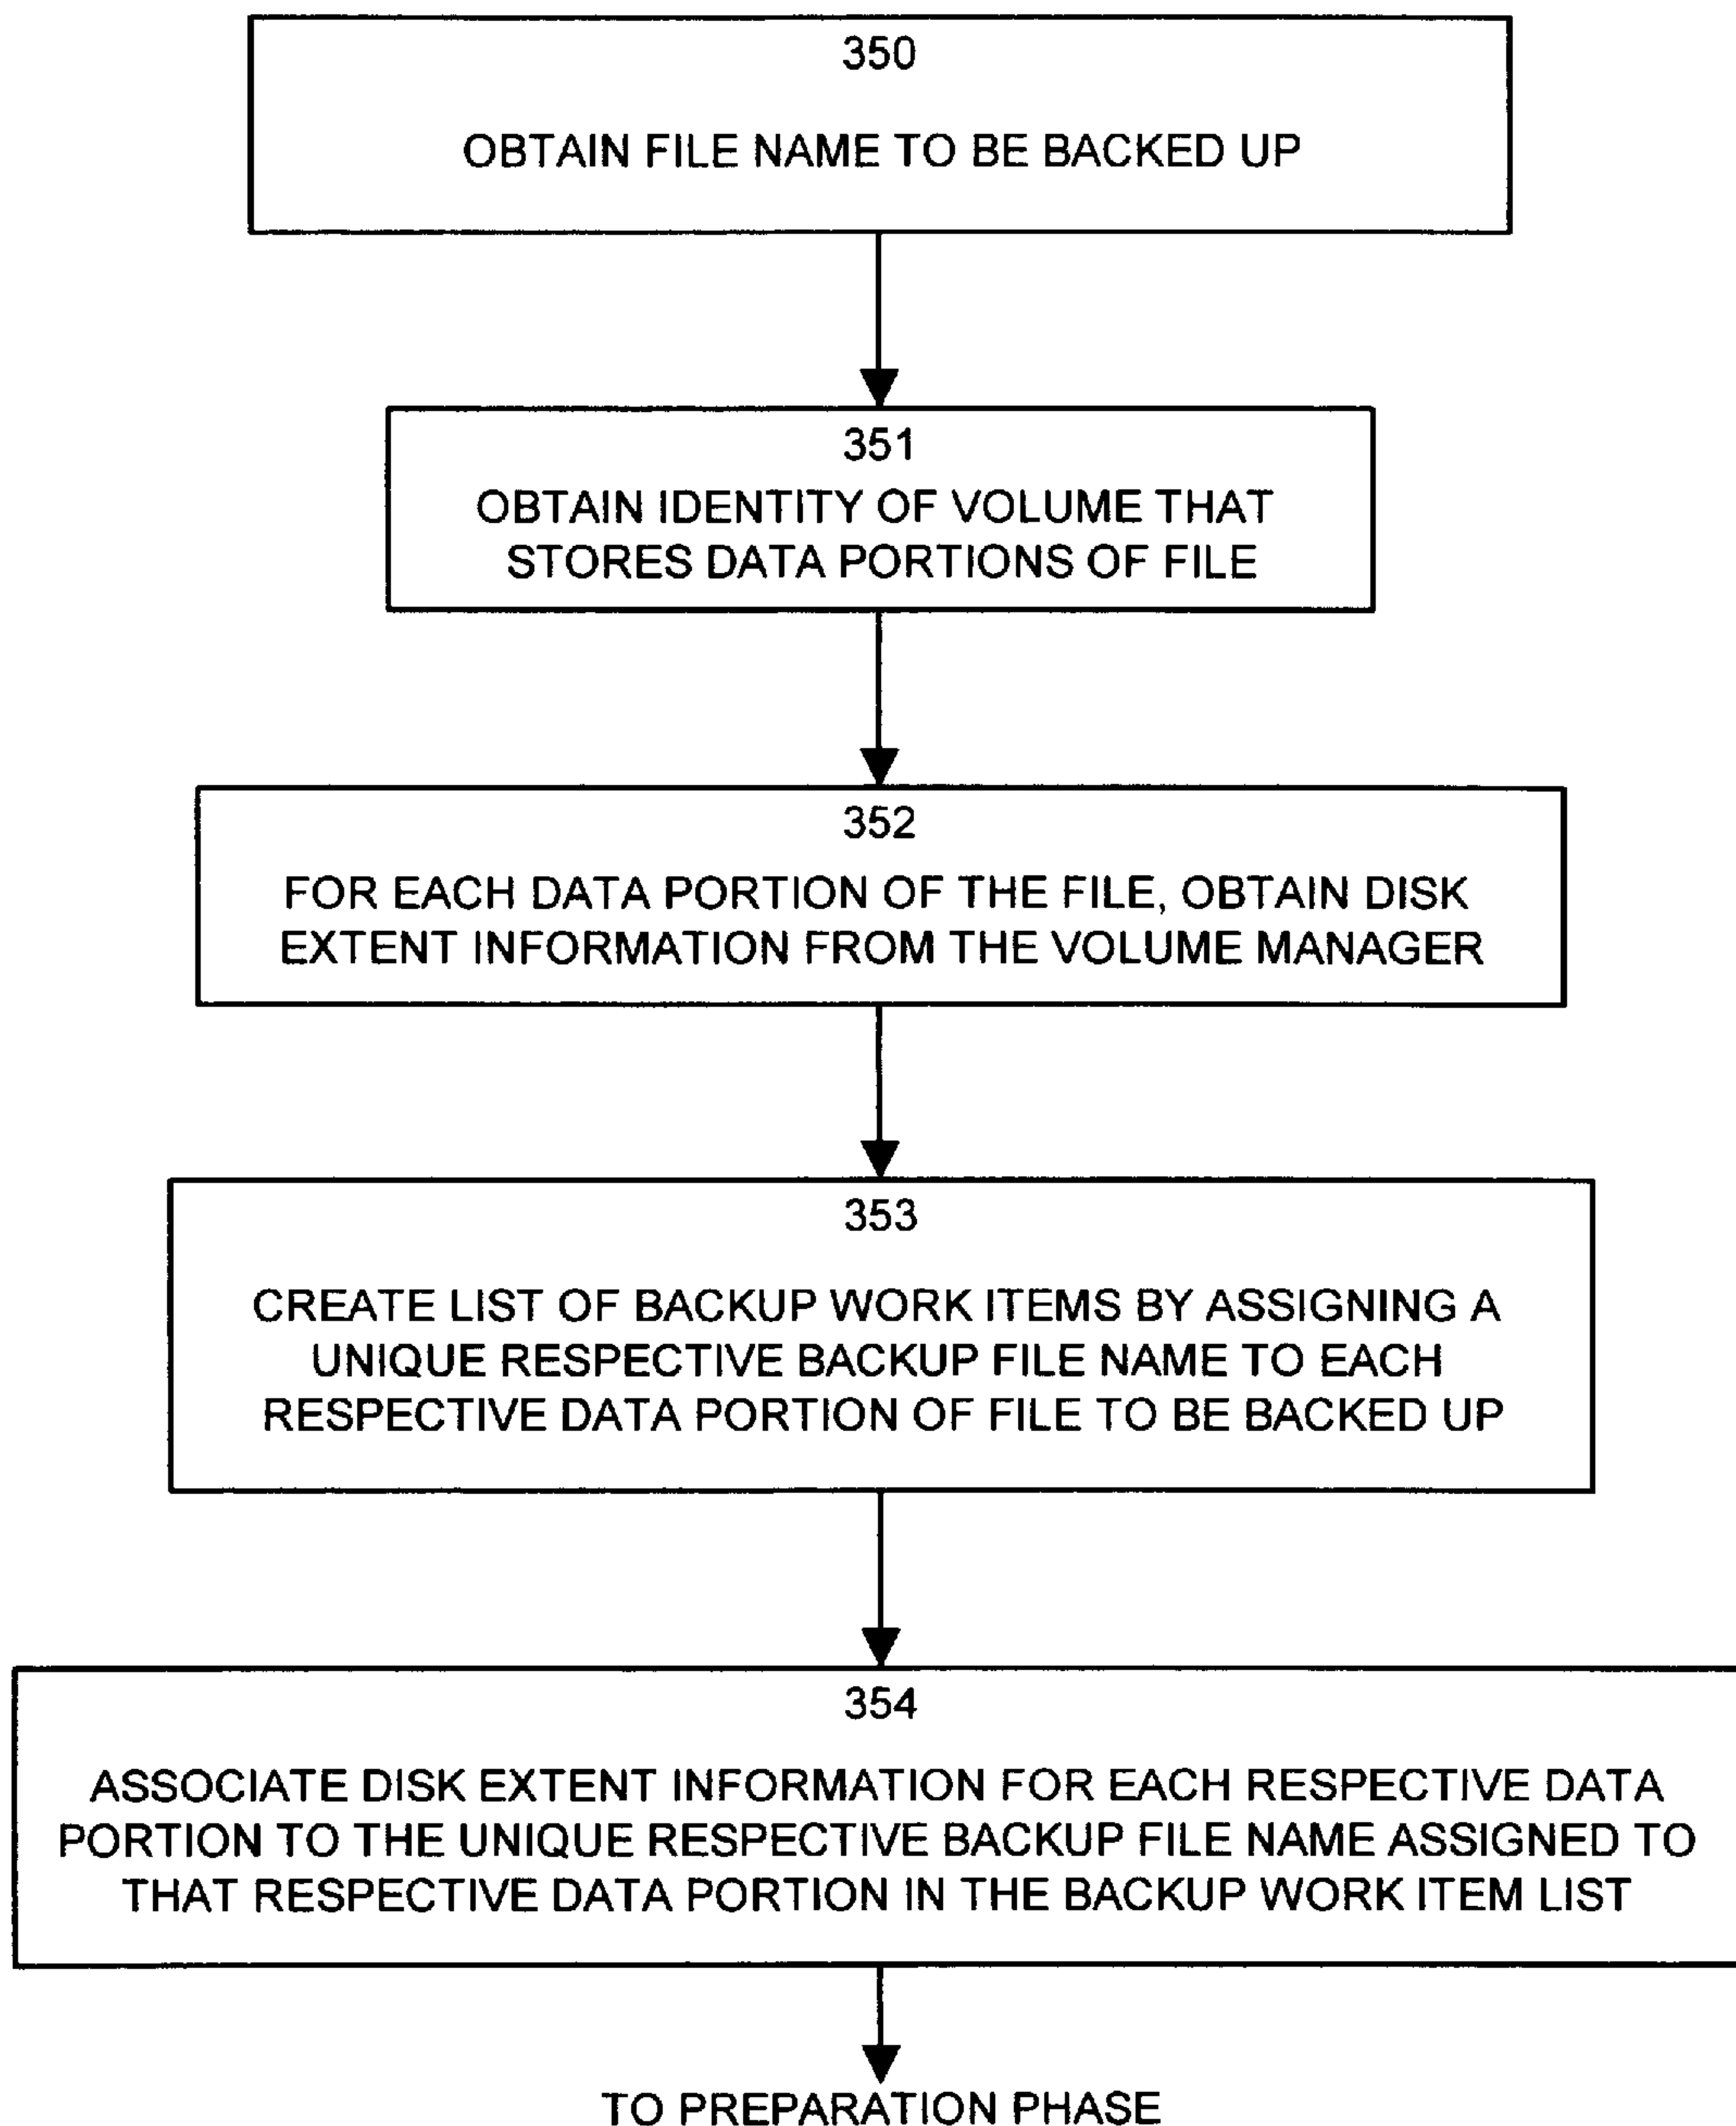 350
OBTAIN FILE NAME TO BE BACKED UP
351
OBTAIN IDENTITY OF VOLUME THAT
STORES DATA PORTIONS OF FILE
352
FOR EACH DATA PORTION OF THE FILE, OBTAIN DISK
EXTENT INFORMATION FROM THE VOLUME MANAGER
353
CREATE LIST OF BACKUP WORK ITEMS BY ASSIGNING A
UNIQUE RESPECTIVE BACKUP FILE NAME TO EACH
RESPECTIVE DATA PORTION OF FILE TO BE BACKED UP
354
ASSOCIATE DISK EXTENT INFORMATION FOR EACH RESPECTIVE DATA
PORTION TO THE UNIQUE RESPECTIVE BACKUP FILE NAME ASSIGNED TO
THAT RESPECTIVE DATA PORTION IN THE BACKUP WORK ITEM LIST
TO PREPARATION PHASE